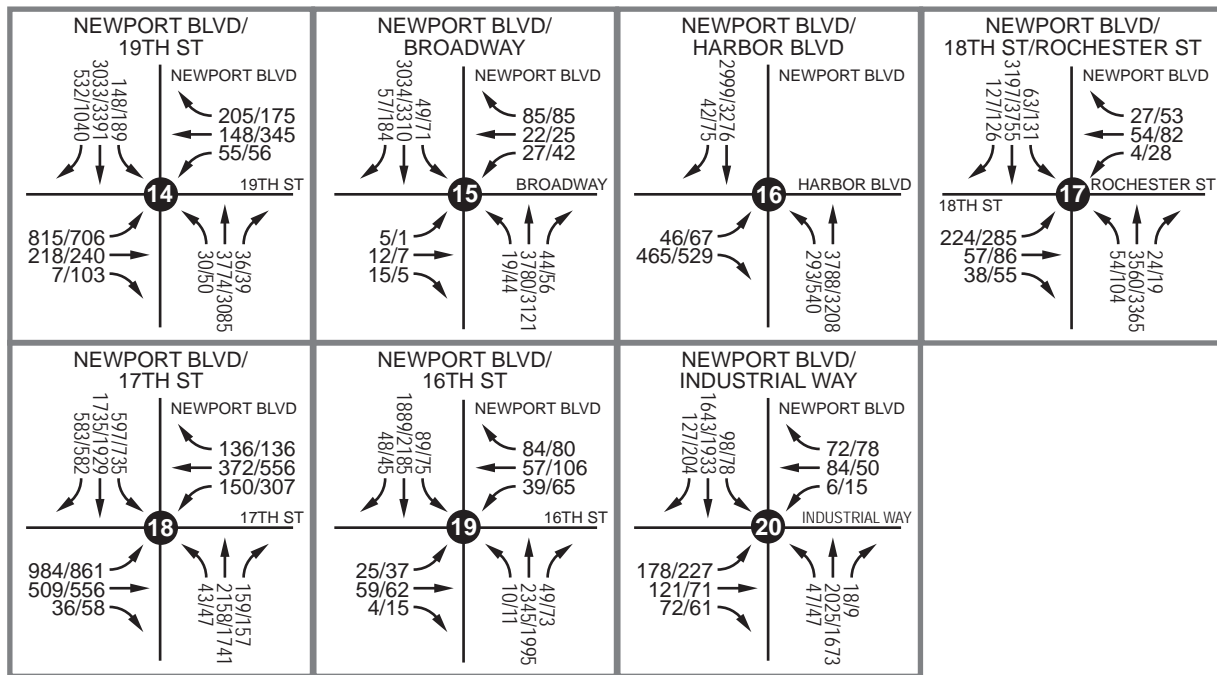 NEWPORT BLVD/
19TH ST
NEWPORT BLVD
532/1040
3033/3391
148/189
205/175
148/345
55/56
14
19TH ST
815/706
218/240
7/103
30/50
3774/3085
36/39
NEWPORT BLVD/
BROADWAY
NEWPORT BLVD
57/184
3034/3310
49/71
85/85
22/25
27/42
15
BROADWAY
5/1
12/7
15/5
19/44
3780/3121
44/56
NEWPORT BLVD/
HARBOR BLVD
NEWPORT BLVD
42/75
2999/3276
16
HARBOR BLVD
46/67
465/529
293/540
3788/3208
NEWPORT BLVD/
18TH ST/ROCHESTER ST
NEWPORT BLVD
127/126
3197/3755
63/131
27/53
54/82
4/28
17
ROCHESTER ST
18TH ST
224/285
57/86
38/55
54/104
3560/3365
24/19
NEWPORT BLVD/
17TH ST
NEWPORT BLVD
583/582
1735/1929
597/735
136/136
372/556
150/307
18
17TH ST
984/861
509/556
36/58
43/47
2158/1741
159/157
NEWPORT BLVD/
16TH ST
NEWPORT BLVD
48/45
1889/2185
89/75
84/80
57/106
39/65
19
16TH ST
25/37
59/62
4/15
10/11
2345/1995
49/73
NEWPORT BLVD/
INDUSTRIAL WAY
NEWPORT BLVD
127/204
1643/1933
98/78
72/78
84/50
6/15
20
INDUSTRIAL WAY
178/227
121/71
72/61
47/47
2025/1673
18/9